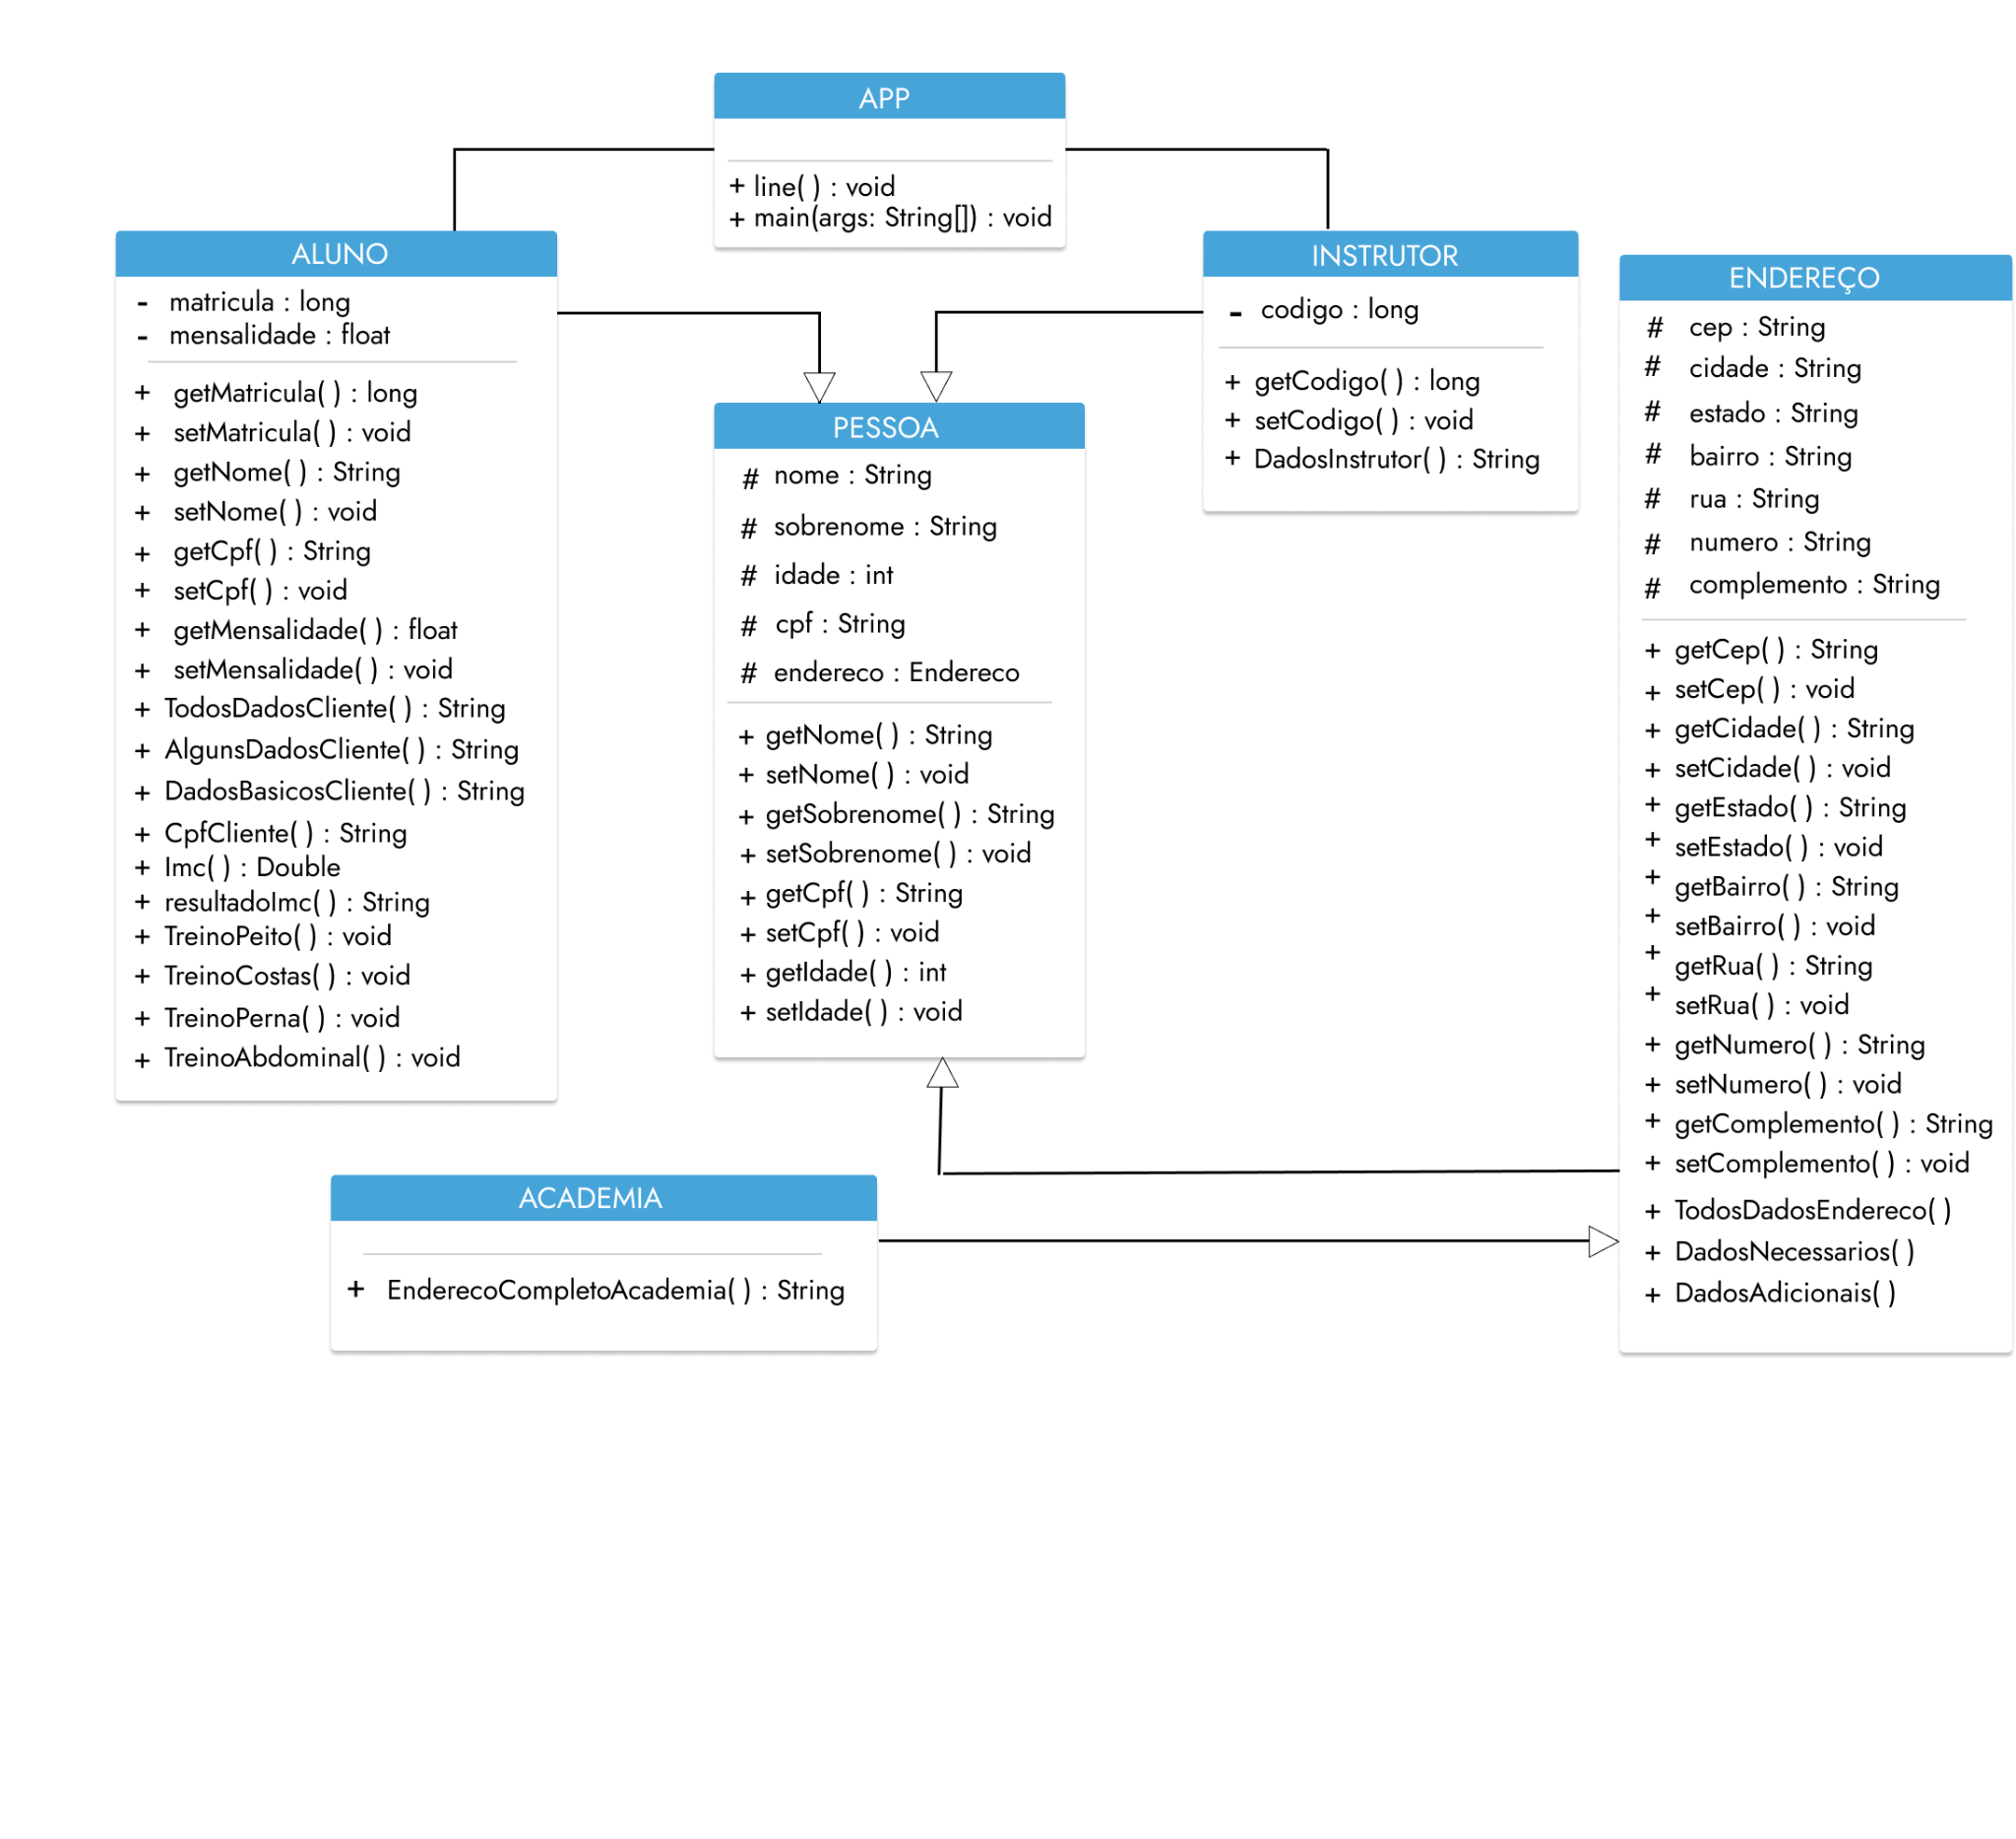 APP
+ line( ) : void
+ main(args: String[]) : void
ALUNO
- matricula : long
- mensalidade : float
+ getMatricula( ) : long
+ setMatricula( ) : void
+ getNome( ) : String
+ setNome( ) : void
+ getCpf( ) : String
+ setCpf( ) : void
+ getMensalidade( ) : float
+ setMensalidade( ) : void
+ TodosDadosCliente( ) : String
+ AlgunsDadosCliente( ) : String
+ DadosBasicosCliente( ) : String
+ CpfCliente( ) : String
+ Imc( ) : Double
+ resultadoImc( ) : String
+ TreinoPeito( ) : void
+ TreinoCostas( ) : void
+ TreinoPerna( ) : void
+ TreinoAbdominal( ) : void
PESSOA
# nome : String
# sobrenome : String
# idade : int
# cpf : String
# endereco : Endereco
+ getNome( ) : String
+ setNome( ) : void
+ getSobrenome( ) : String
+ setSobrenome( ) : void
+ getCpf( ) : String
+ setCpf( ) : void
+ getIdade( ) : int
+ setIdade( ) : void
INSTRUTOR
- codigo : long
+ getCodigo( ) : long
+ setCodigo( ) : void
+ DadosInstrutor( ) : String
ENDEREÇO
# cep : String
# cidade : String
# estado : String
# bairro : String
# rua : String
# numero : String
# complemento : String
+ getCep( ) : String
+ setCep( ) : void
+ getCidade( ) : String
+ setCidade( ) : void
+ getEstado( ) : String
+ setEstado( ) : void
+ getBairro( ) : String
+ setBairro( ) : void
+ getRua( ) : String
+ setRua( ) : void
+ getNumero( ) : String
+ setNumero( ) : void
+ getComplemento( ) : String
+ setComplemento( ) : void
+ TodosDadosEndereco( )
+ DadosNecessarios( )
+ DadosAdicionais( )
ACADEMIA
+ EnderecoCompletoAcademia( ) : String